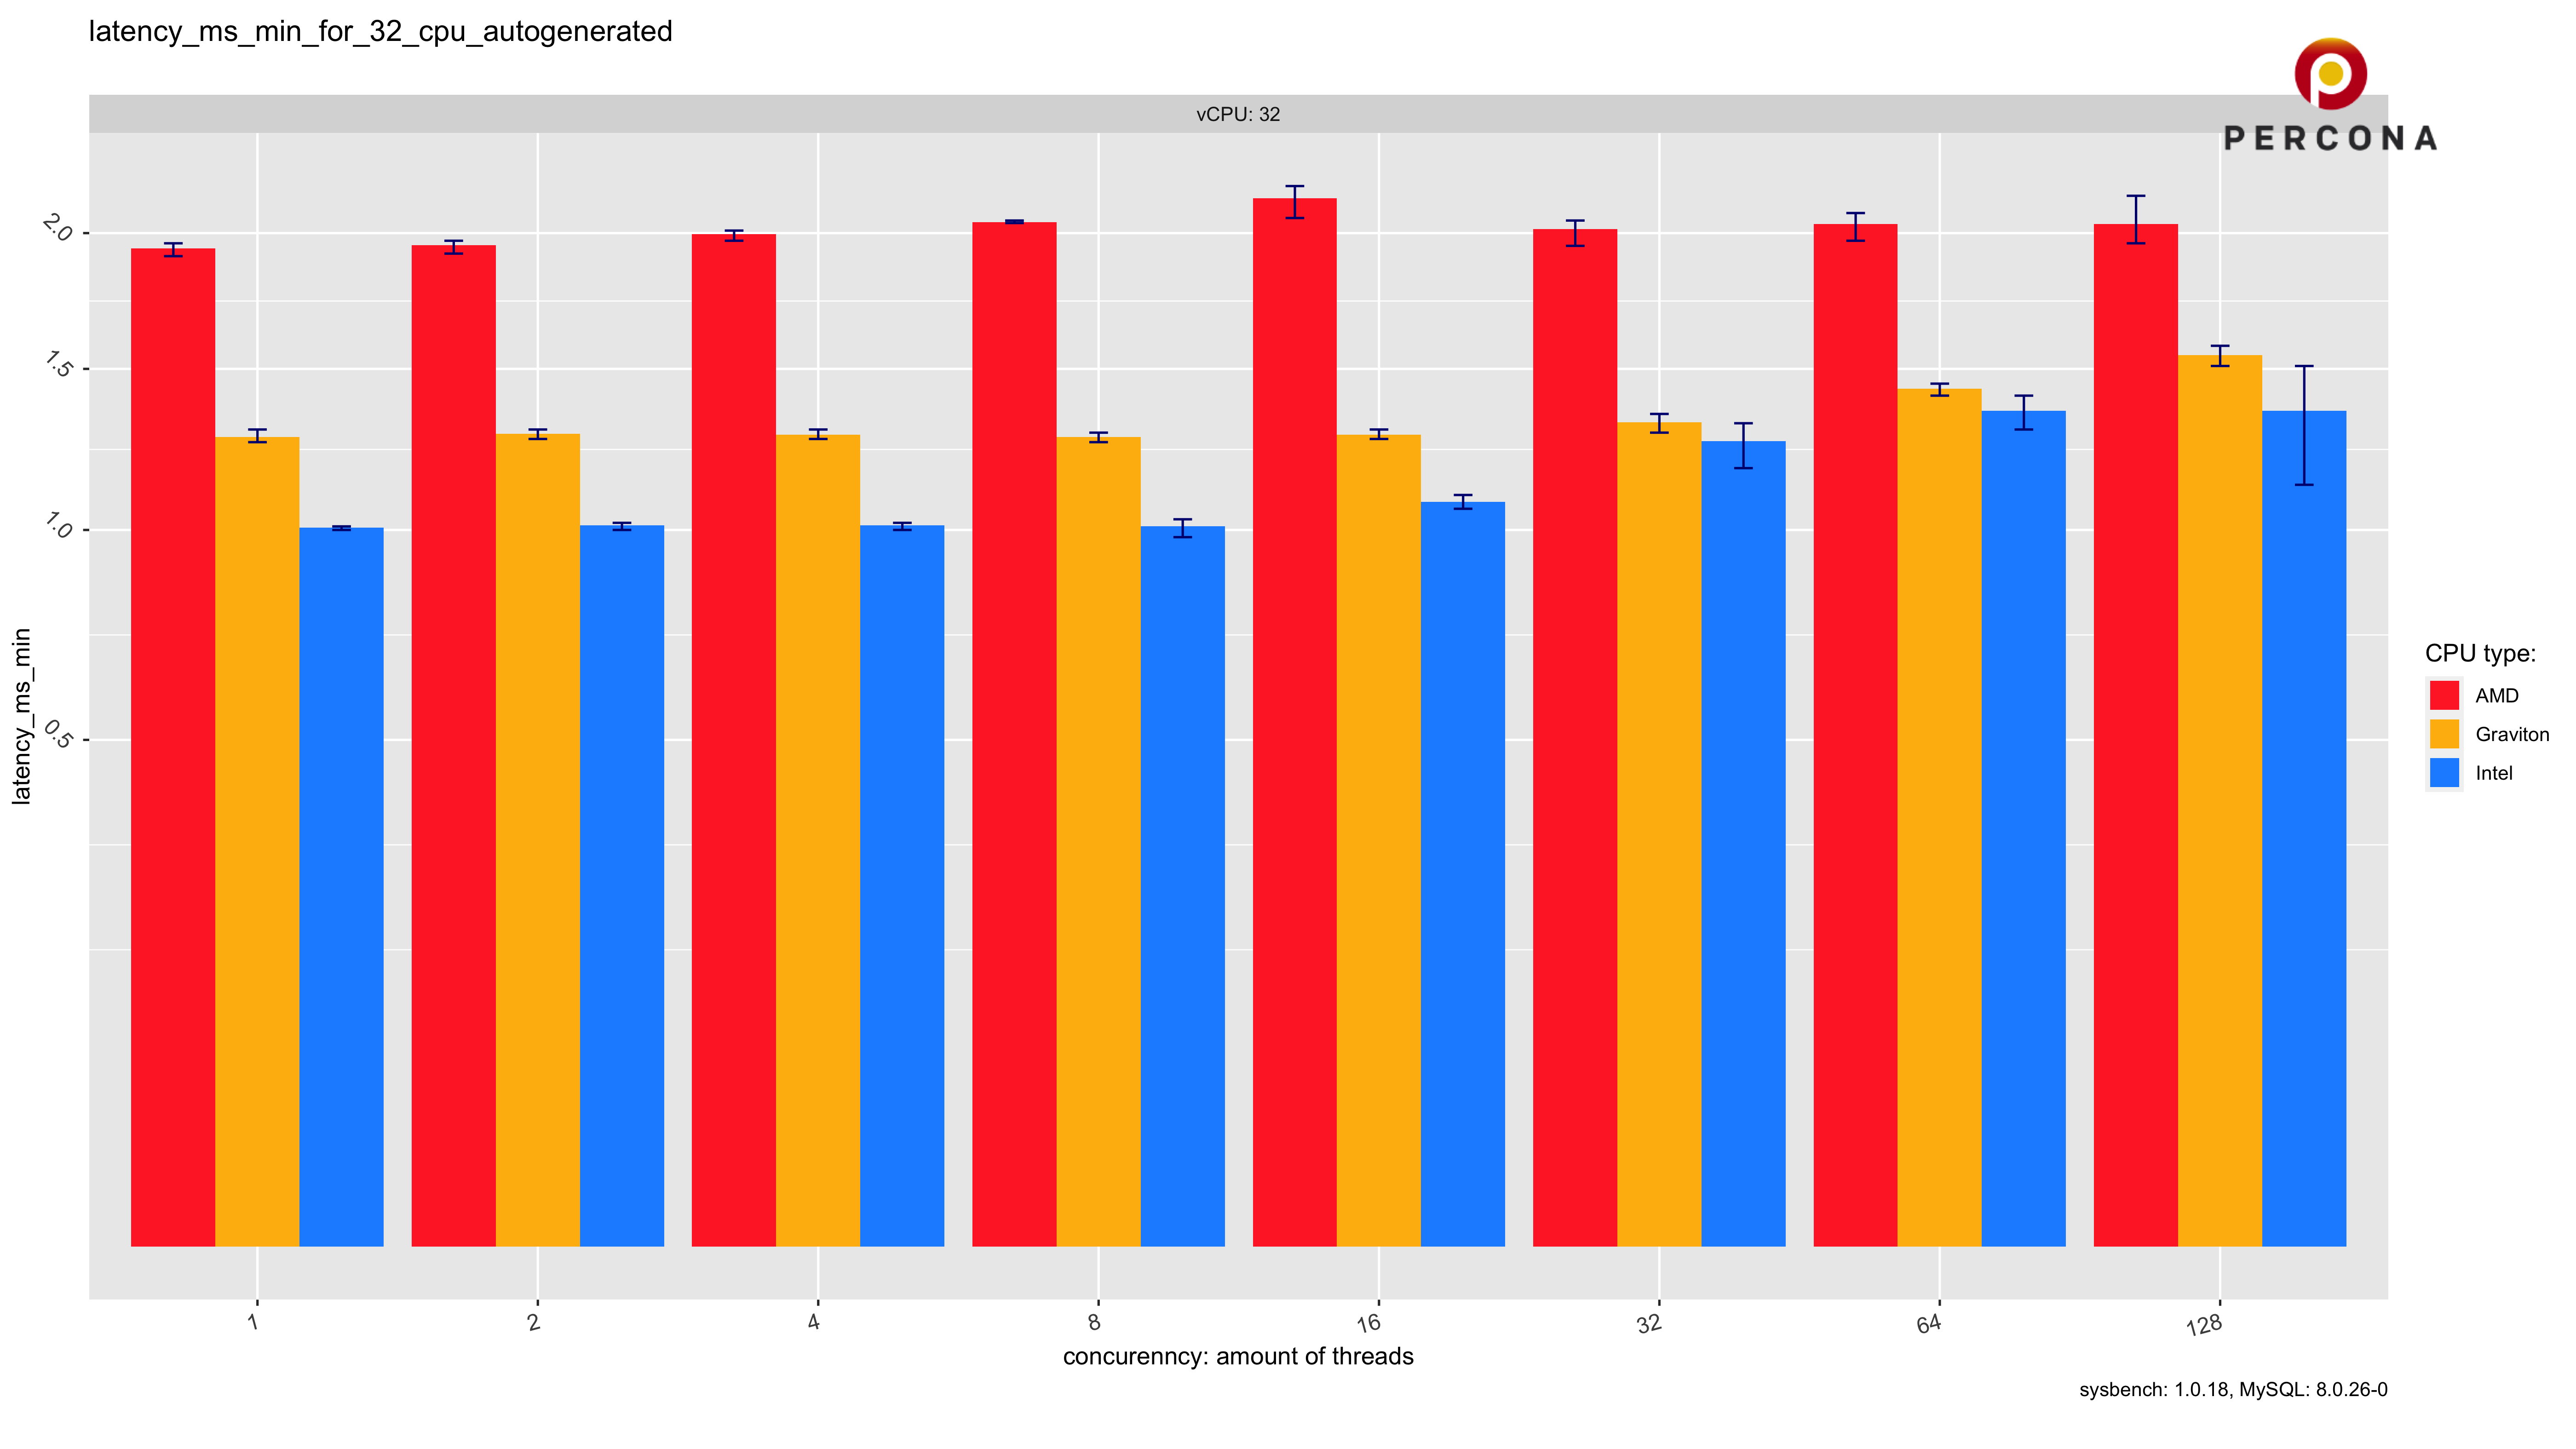 latency_ms_min_for_32_cpu_autogenerated
PERCONA
vCPU: 32
latency_ms_min
2.0
1.5
1.0
0.5
1
2
4
8
16
32
64
128
concurenncy: amount of threads
CPU type:
AMD
Graviton
Intel
sysbench: 1.0.18, MySQL: 8.0.26-0